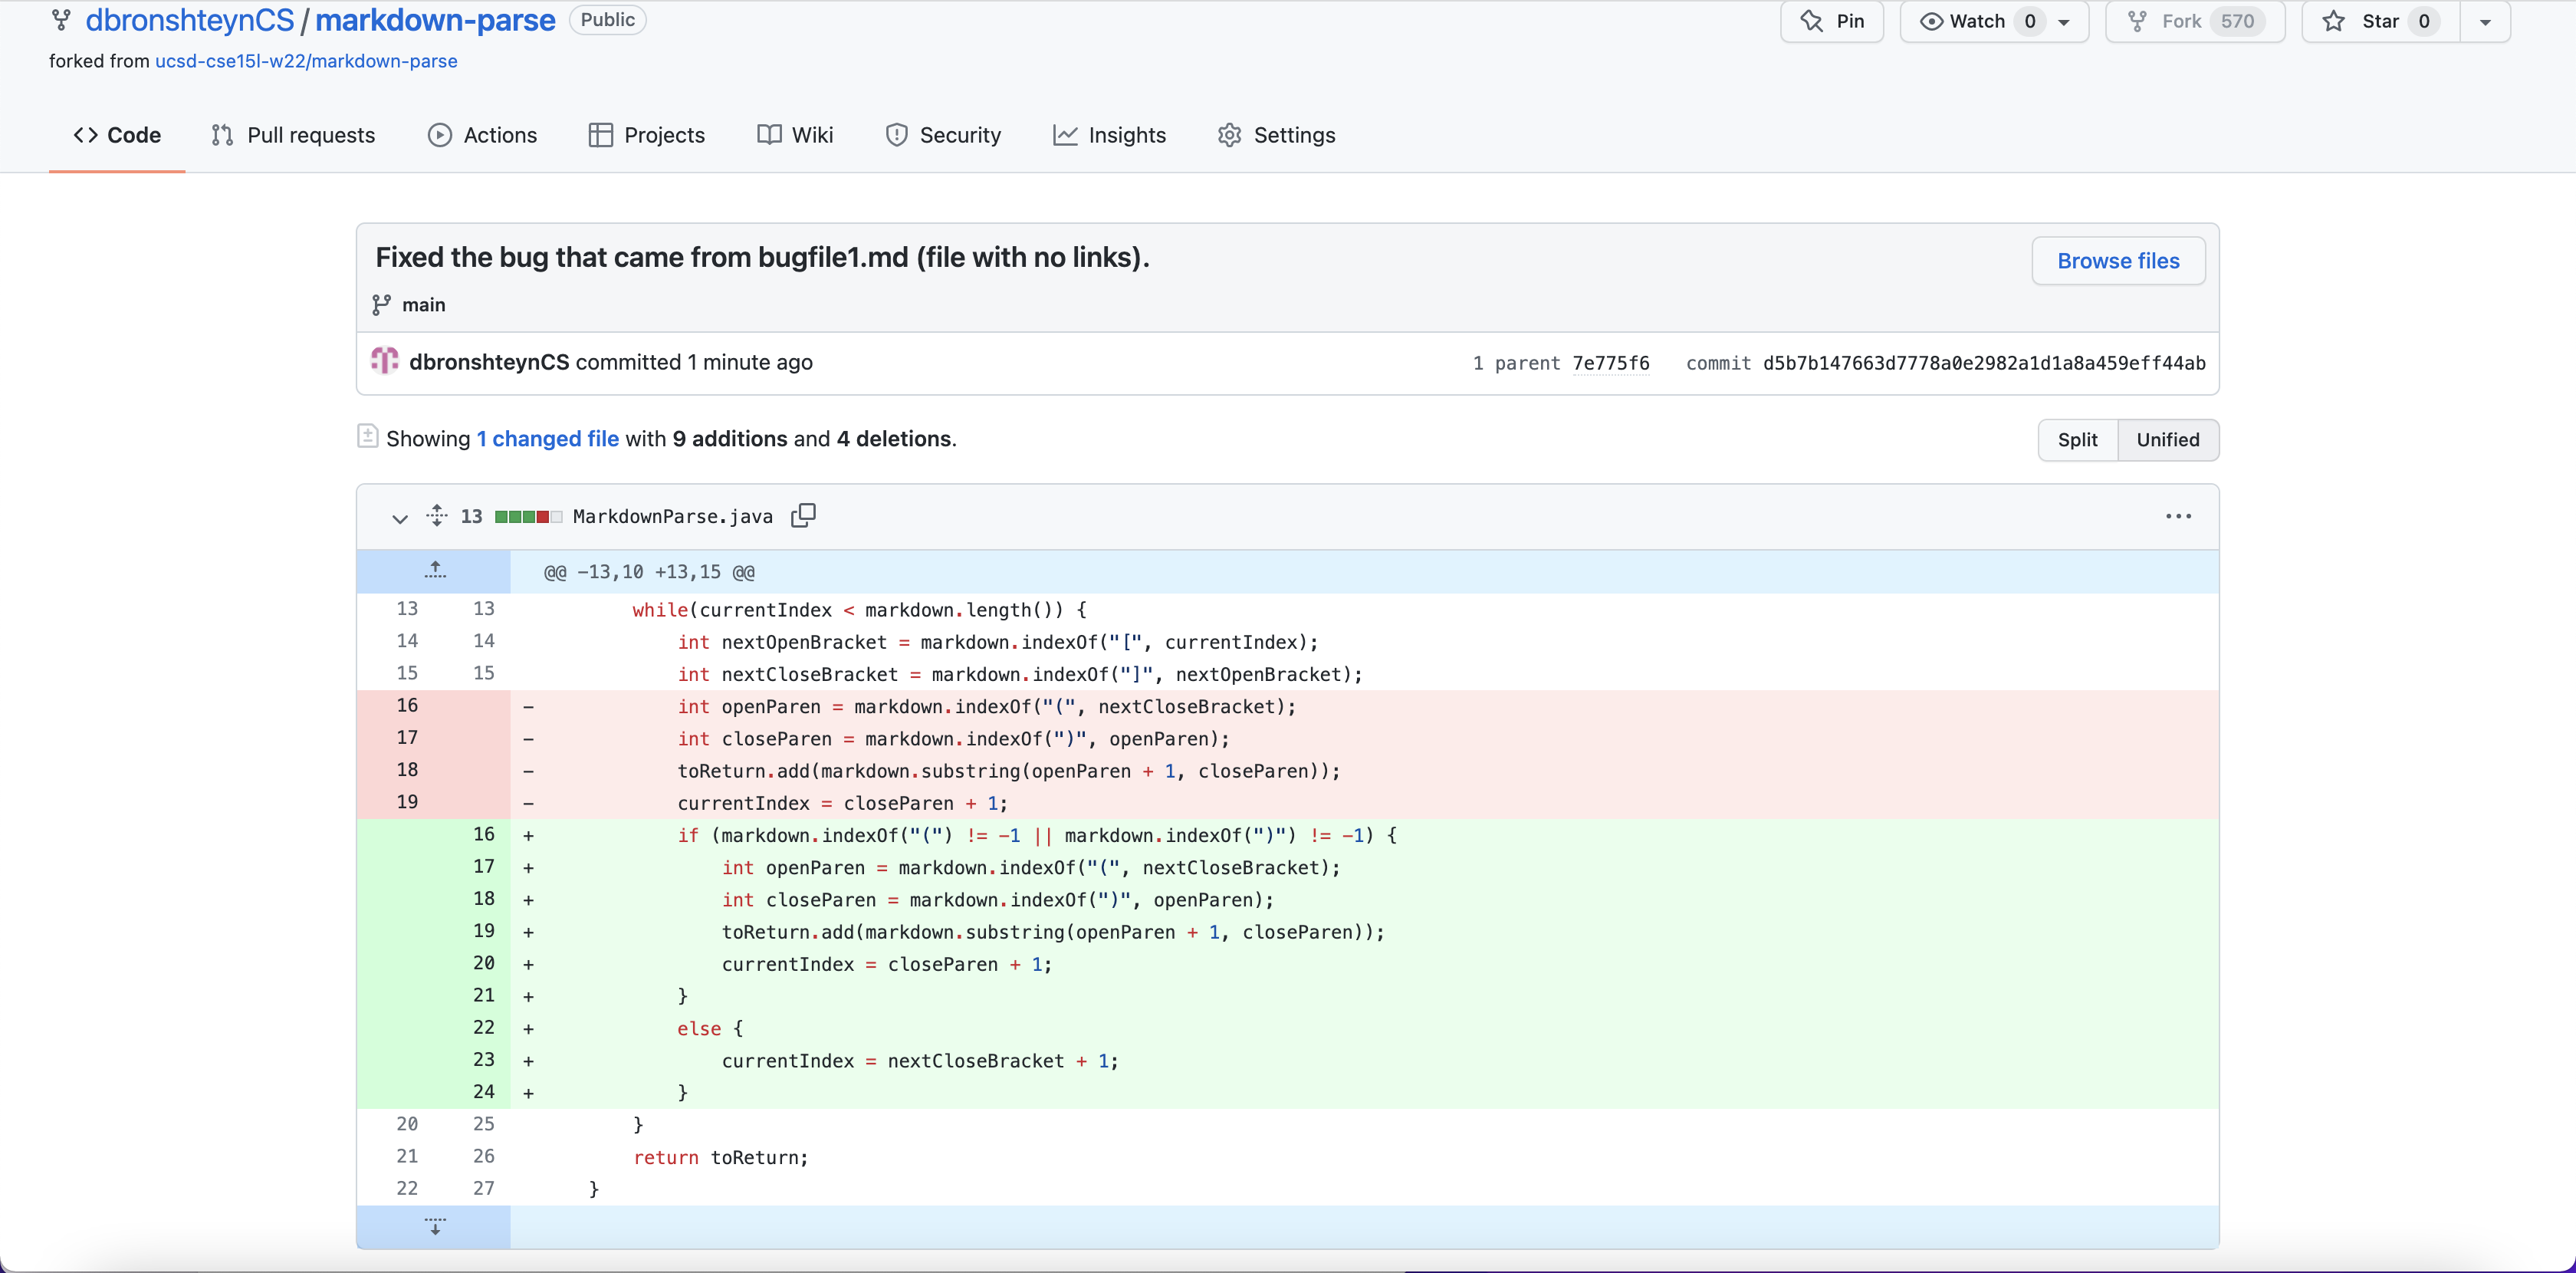 dbronshteynCS / markdown-parse Public
Pin Watch 0 Fork 570 Star 0
forked from ucsd-cse15l-w22/markdown-parse
Code Pull requests Actions Projects Wiki Security Insights Settings
Fixed the bug that came from bugfile1.md (file with no links).
Browse files
main
dbronshteynCS committed 1 minute ago
1 parent 7e775f6 commit d5b7b147663d7778a0e2982a1d1a8a459eff44ab
Showing 1 changed file with 9 additions and 4 deletions.
Split Unified
13 MarkdownParse.java ...
@@ -13,10 +13,15 @@
13 13 while(currentIndex < markdown.length()) {
14 14 int nextOpenBracket = markdown.indexOf("[", currentIndex);
15 15 int nextCloseBracket = markdown.indexOf("]", nextOpenBracket);
16 - int openParen = markdown.indexOf("(", nextCloseBracket);
17 - int closeParen = markdown.indexOf(")", openParen);
18 - toReturn.add(markdown.substring(openParen + 1, closeParen));
19 - currentIndex = closeParen + 1;
16 + if (markdown.indexOf("(") != -1 || markdown.indexOf(")") != -1) {
17 + int openParen = markdown.indexOf("(", nextCloseBracket);
18 + int closeParen = markdown.indexOf(")", openParen);
19 + toReturn.add(markdown.substring(openParen + 1, closeParen));
20 + currentIndex = closeParen + 1;
21 + }
22 + else {
23 + currentIndex = nextCloseBracket + 1;
24 + }
20 25 }
21 26 return toReturn;
22 27 }